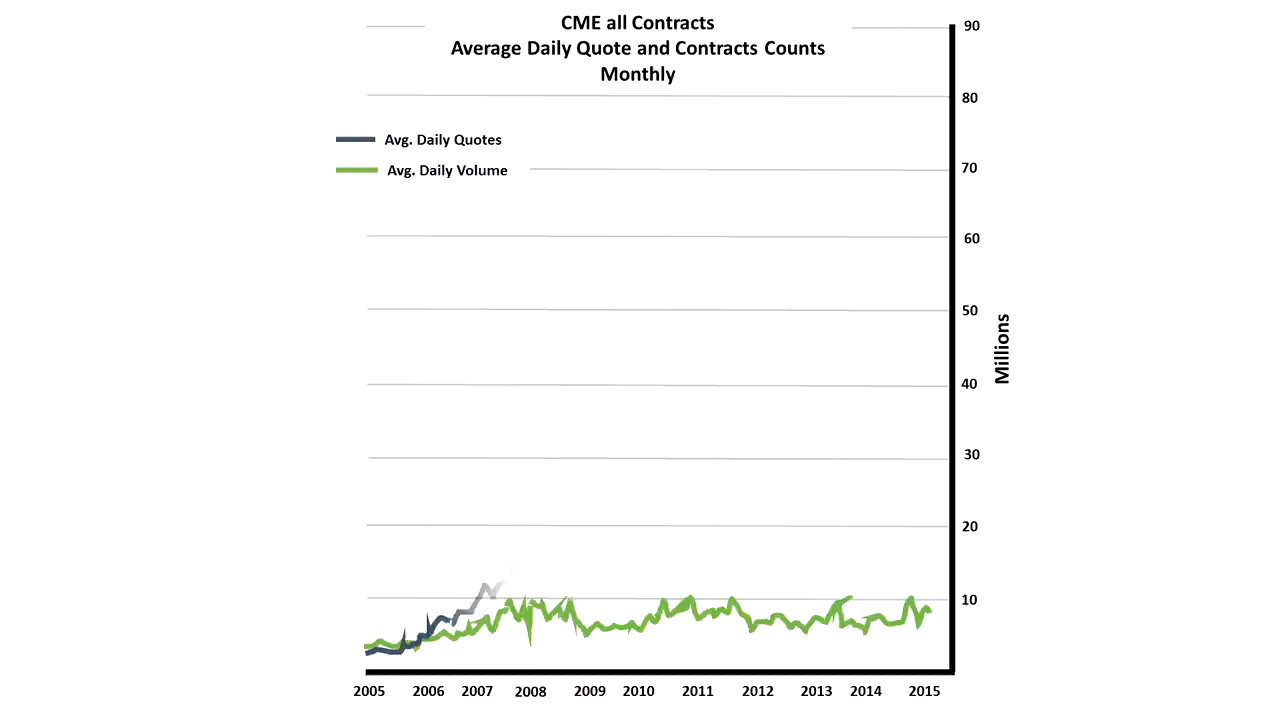 CME all Contracts
Average Daily Quote and Contracts Counts
Monthly
Avg. Daily Quotes
Avg. Daily Volume
90
80
70
60
50
40
30
20
10
Millions
2005 2006 2007 2008 2009 2010 2011 2012 2013 2014 2015